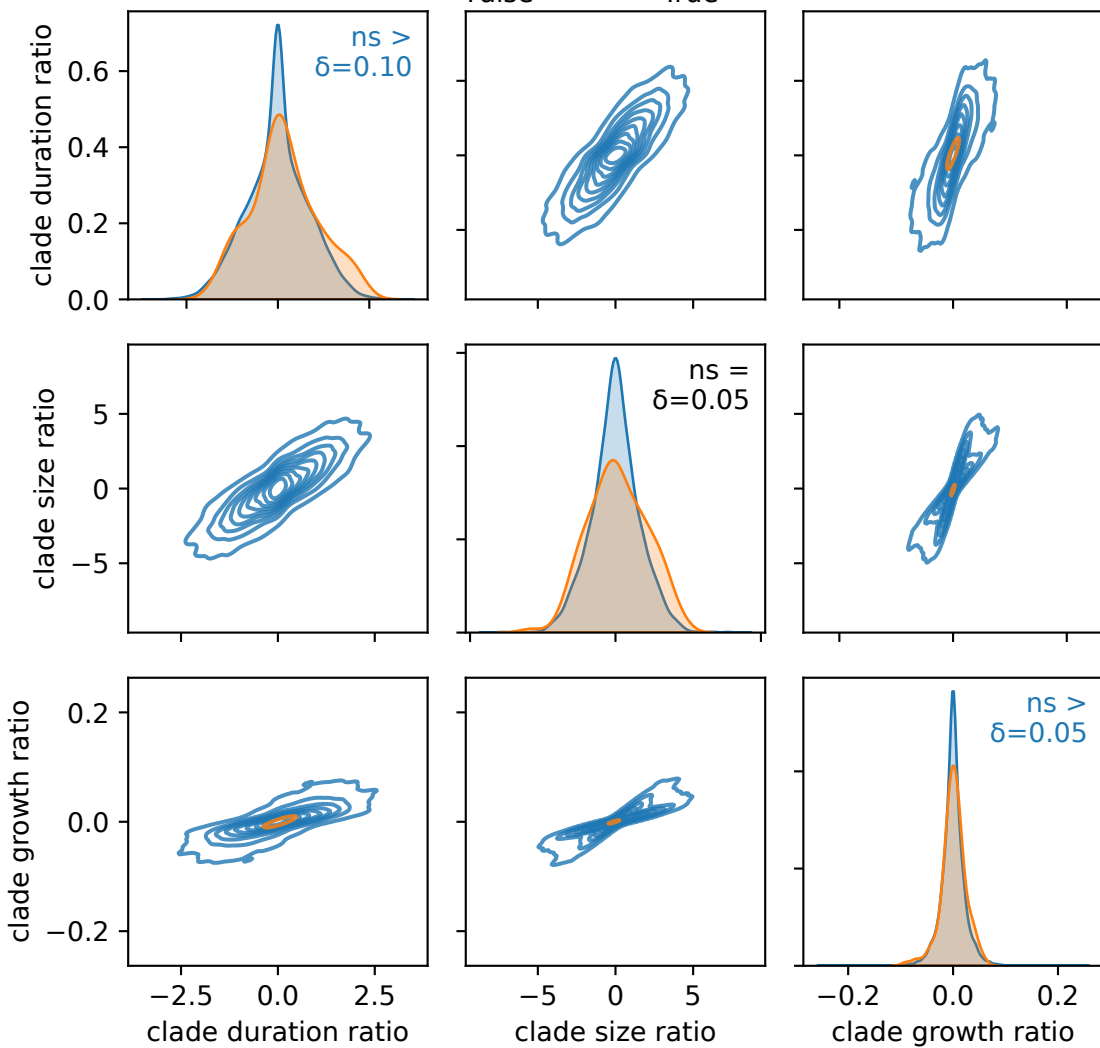 clade duration ratio
0.6
0.4
0.2
0.0
ns >
δ=0.10
clade size ratio
5
0
−5
ns =
δ=0.05
clade growth ratio
0.2
0.0
−0.2
ns >
δ=0.05
−2.5 0.0 2.5
−5 0 5
−0.2 0.0 0.2
clade duration ratio
clade size ratio
clade growth ratio